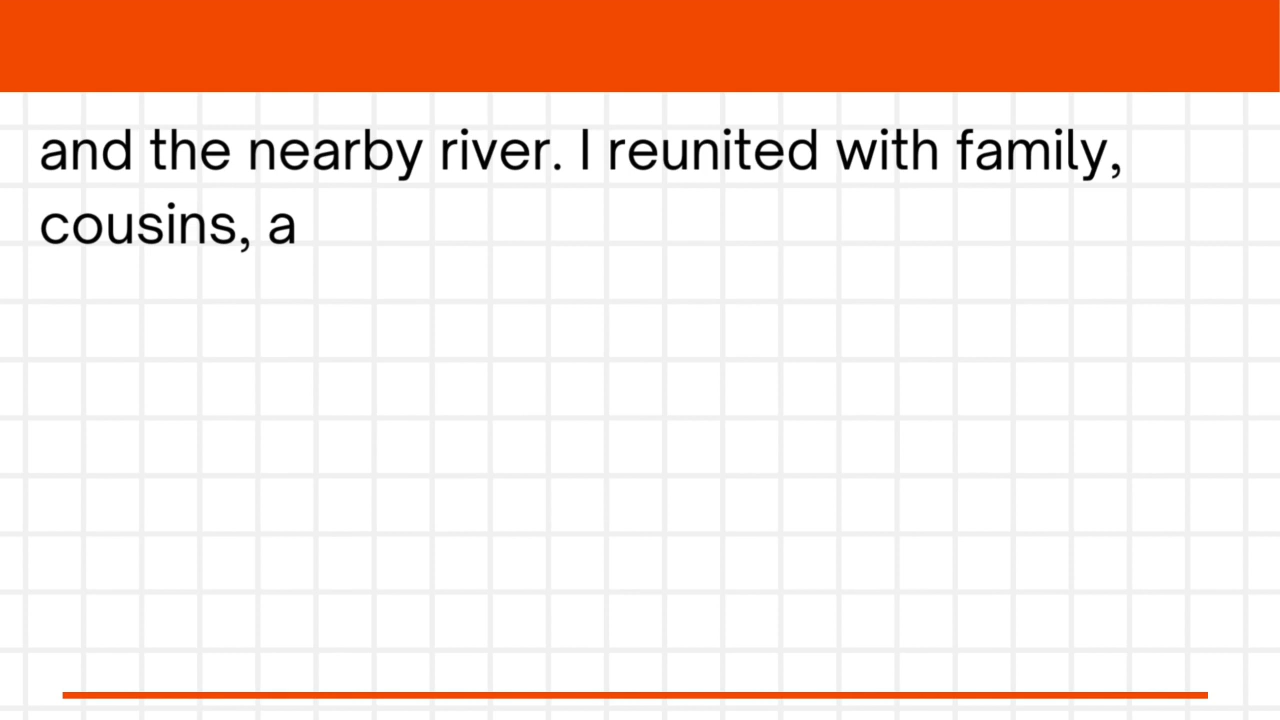 and the nearby river. I reunited with family,
cousins, a